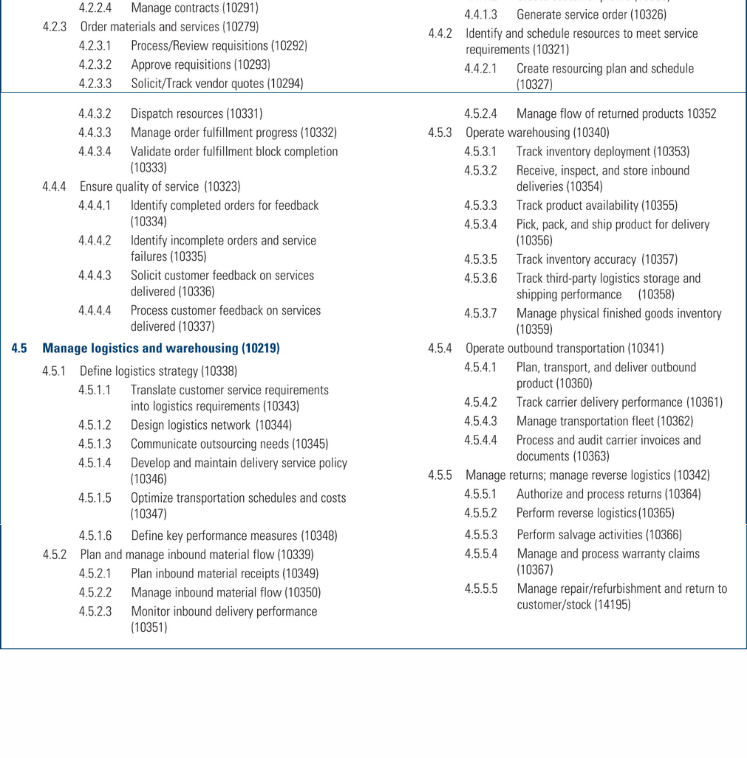 4.2.2.4 Manage contracts (10291)
4.2.3 Order materials and services (10279)
4.2.3.1 Process/Review requisitions (10292)
4.2.3.2 Approve requisitions (10293)
4.2.3.3 Solicit/Track vendor quotes (10294)
4.4.1.3 Generate service order (10326)
4.4.2 Identify and schedule resources to meet service
requirements (10321)
4.4.2.1 Create resourcing plan and schedule
(10327)
4.4.3.2 Dispatch resources (10331)
4.4.3.3 Manage order fulfillment progress (10332)
4.4.3.4 Validate order fulfillment block completion
(10333)
4.4.4 Ensure quality of service (10323)
4.4.4.1 Identify completed orders for feedback
(10334)
4.4.4.2 Identify incomplete orders and service
failures (10335)
4.4.4.3 Solicit customer feedback on services
delivered (10336)
4.4.4.4 Process customer feedback on services
delivered (10337)
4.5 Manage logistics and warehousing (10219)
4.5.1 Define logistics strategy (10338)
4.5.1.1 Translate customer service requirements
into logistics requirements (10343)
4.5.1.2 Design logistics network (10344)
4.5.1.3 Communicate outsourcing needs (10345)
4.5.1.4 Develop and maintain delivery service policy
(10346)
4.5.1.5 Optimize transportation schedules and costs
(10347)
4.5.1.6 Define key performance measures (10348)
4.5.2 Plan and manage inbound material flow (10339)
4.5.2.1 Plan inbound material receipts (10349)
4.5.2.2 Manage inbound material flow (10350)
4.5.2.3 Monitor inbound delivery performance
(10351)
4.5.2.4 Manage flow of returned products 10352
4.5.3 Operate warehousing (10340)
4.5.3.1 Track inventory deployment (10353)
4.5.3.2 Receive, inspect, and store inbound
deliveries (10354)
4.5.3.3 Track product availability (10355)
4.5.3.4 Pick, pack, and ship product for delivery
(10356)
4.5.3.5 Track inventory accuracy (10357)
4.5.3.6 Track third-party logistics storage and
shipping performance (10358)
4.5.3.7 Manage physical finished goods inventory
(10359)
4.5.4 Operate outbound transportation (10341)
4.5.4.1 Plan, transport, and deliver outbound
product (10360)
4.5.4.2 Track carrier delivery performance (10361)
4.5.4.3 Manage transportation fleet (10362)
4.5.4.4 Process and audit carrier invoices and
documents (10363)
4.5.5 Manage returns; manage reverse logistics (10342)
4.5.5.1 Authorize and process returns (10364)
4.5.5.2 Perform reverse logistics (10365)
4.5.5.3 Perform salvage activities (10366)
4.5.5.4 Manage and process warranty claims
(10367)
4.5.5.5 Manage repair/refurbishment and return to
customer/stock (14195)